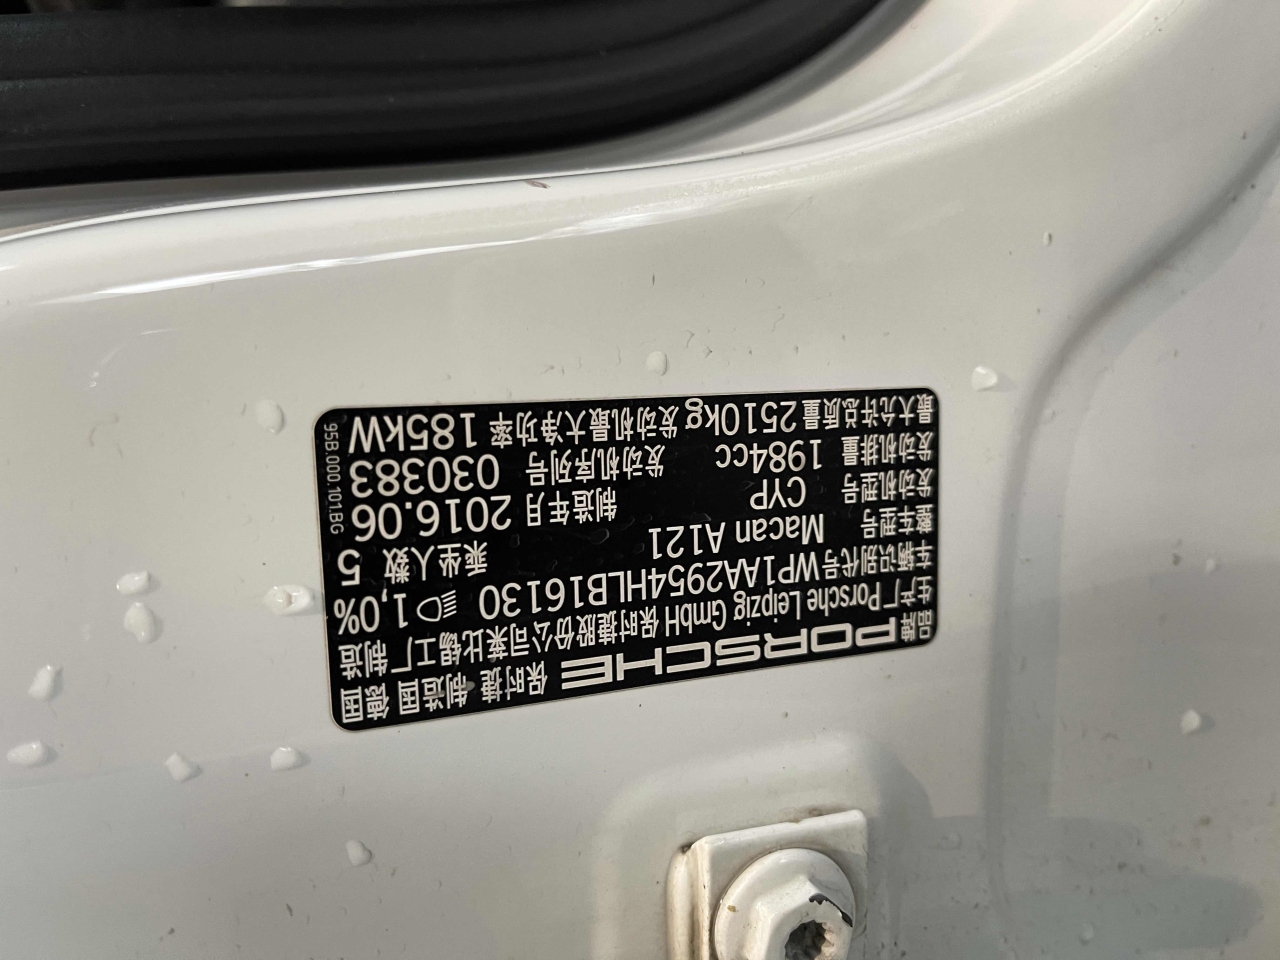 品牌 PORSCHE 保时捷 制造国 德国
生产厂 Porsche Leipzig GmbH 保时捷股份公司莱比锡工厂制造
车辆识别代号 WP1AA2954HLB16130 1,0%
整车型号 Macan A121 乘坐人数 5
发动机型号 CYP 制造年月 2016.06
发动机排量 1984cc 发动机序列号 030383
最大允许总质量 2510kg 发动机最大净功率 185kW
95B.000.101.BG